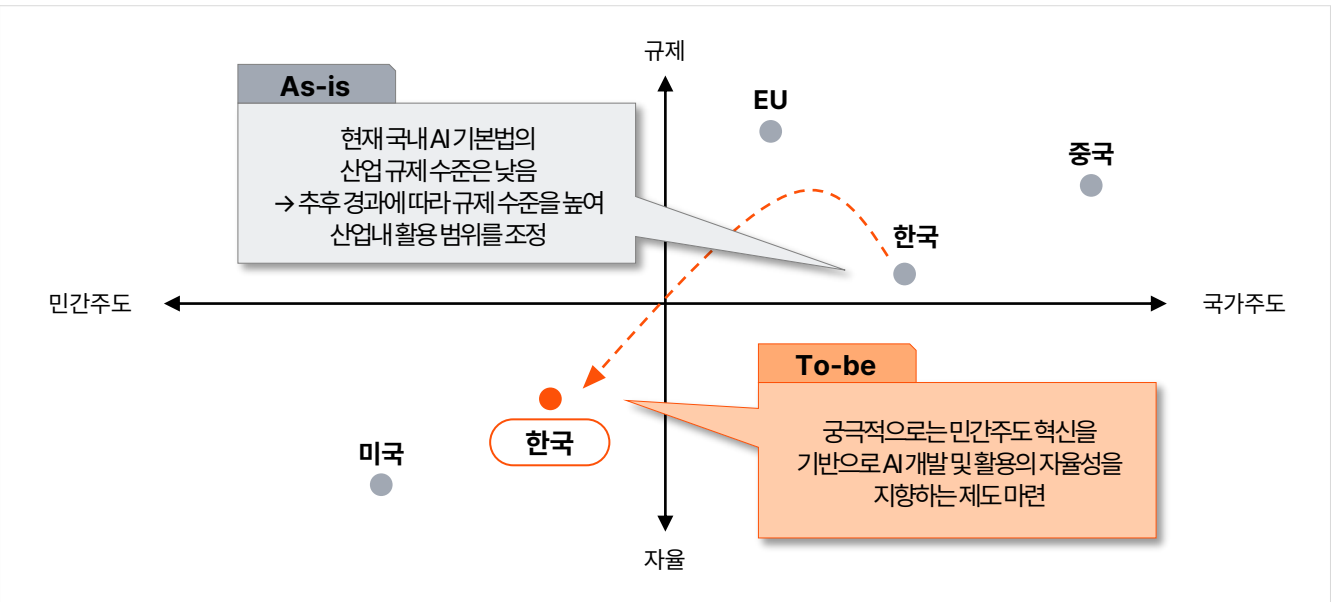 규제
As-is
현재 국내 AI 기본법의
산업 규제 수준은 낮음
→ 추후 경과에 따라 규제 수준을 높여
산업내 활용 범위를 조정
EU
중국
한국
민간주도
국가주도
To-be
궁극적으로는 민간주도 혁신을
기반으로 AI 개발 및 활용의 자율성을
지향하는 제도 마련
한국
미국
자율